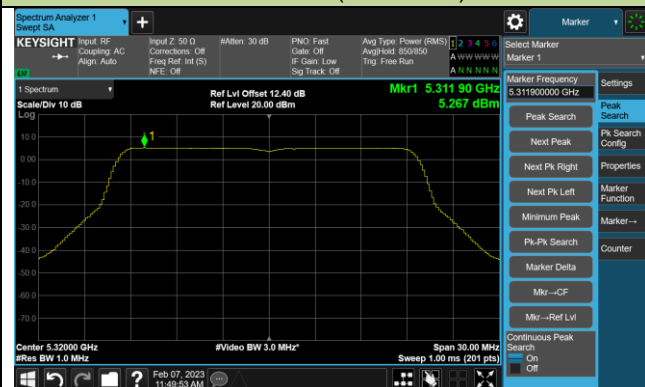 Spectrum Analyzer 1
Swept SA
Marker
KEYSIGHT
Input: RF
Coupling: AC
Align: Auto
Input Z: 50 Ω
Corrections: Off
Freq Ref: Int (S)
NFE: Off
#Atten: 30 dB
PNO: Fast
Gate: Off
IF Gain: Low
Sig Track: Off
Avg Type: Power (RMS)
Avg|Hold: 850/850
Trig: Free Run
1 2 3 4 5 6
A W W W W W
A N N N N N
Select Marker
Marker 1
LXI
1 Spectrum
Scale/Div 10 dB
Log
Ref Lvl Offset 12.40 dB
Ref Level 20.00 dBm
Mkr1 5.311 90 GHz
5.267 dBm
1
10.0
0.00
-10.0
-20.0
-30.0
-40.0
-50.0
-60.0
-70.0
Center 5.32000 GHz
#Res BW 1.0 MHz
#Video BW 3.0 MHz*
Span 30.00 MHz
Sweep 1.00 ms (201 pts)
Marker Frequency
5.311900000 GHz
Peak Search
Next Peak
Next Pk Right
Next Pk Left
Minimum Peak
Pk-Pk Search
Marker Delta
Mkr→CF
Mkr→Ref Lvl
Continuous Peak
Search
On
Off
Settings
Peak
Search
Pk Search
Config
Properties
Marker
Function
Marker→
Counter
Feb 07, 2023
11:49:53 AM